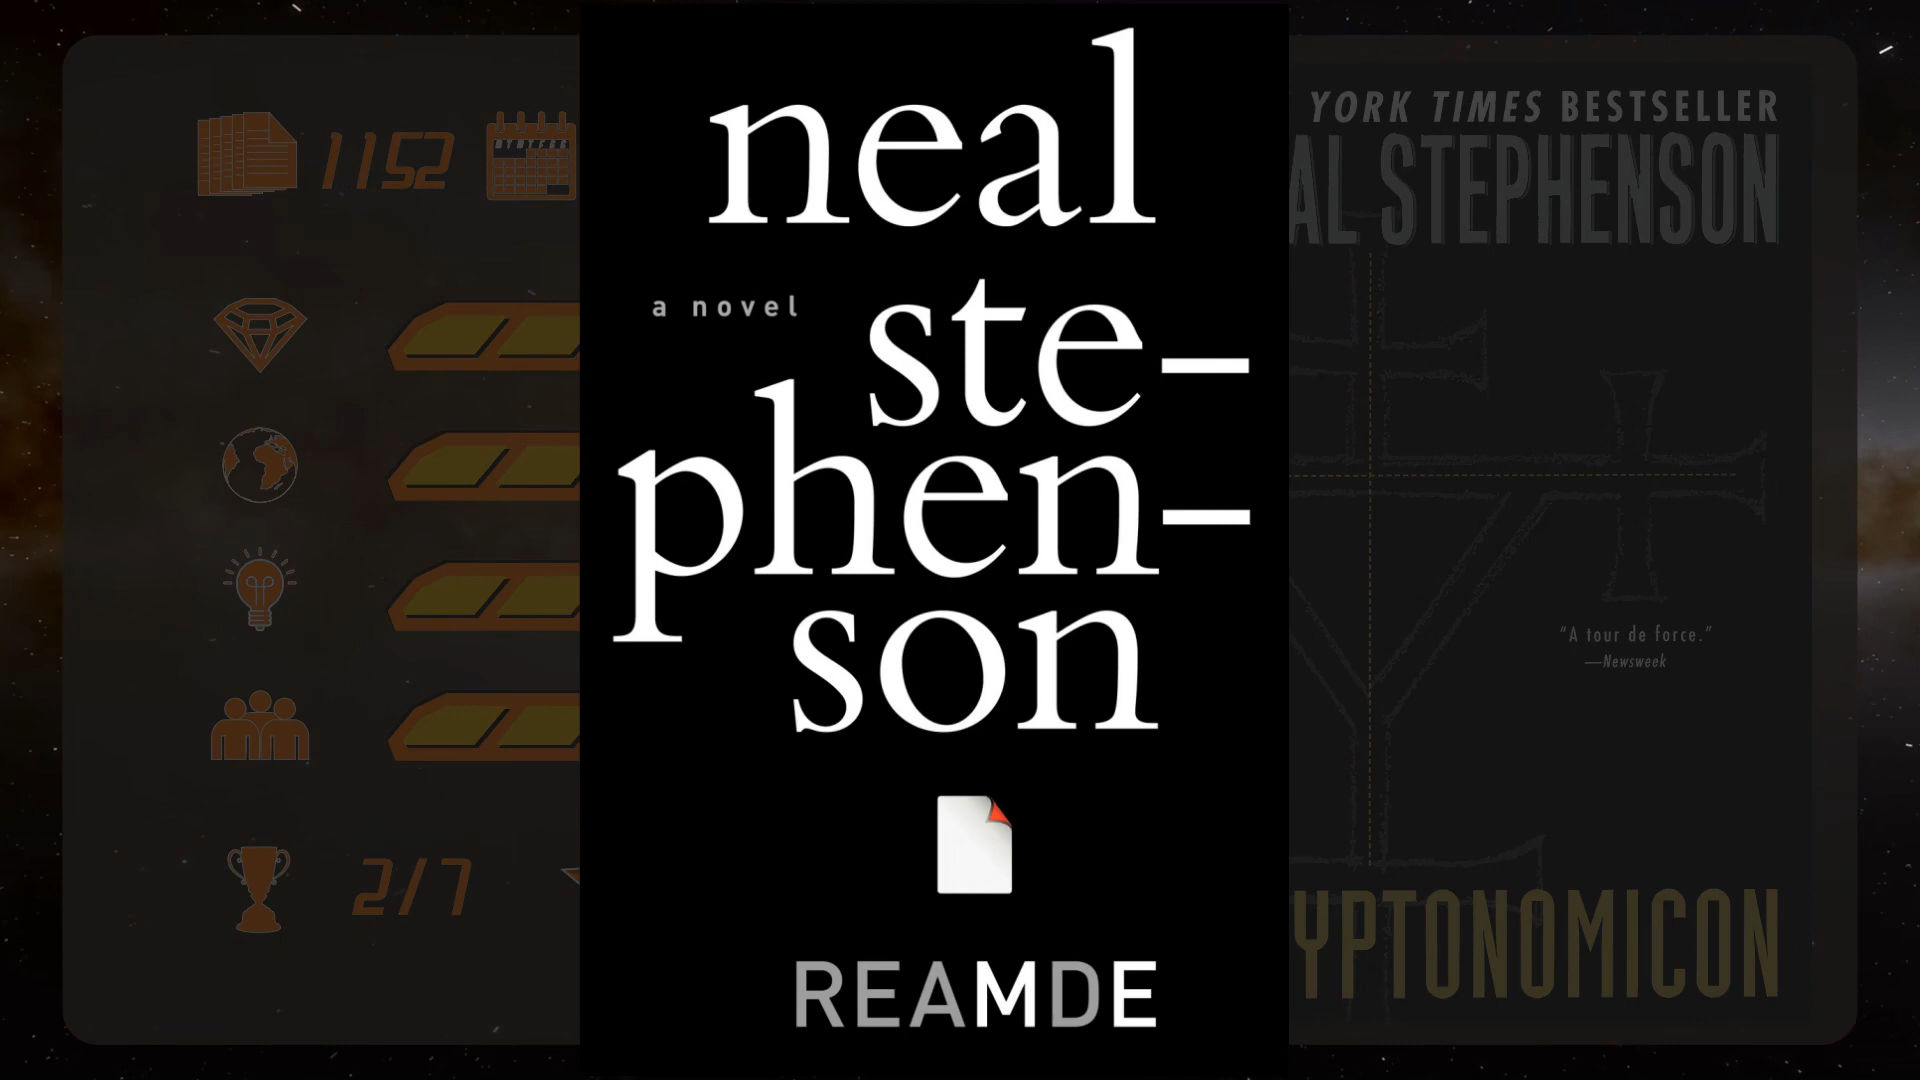 1152
2/7
neal
a novel
ste-
phen-
son
REAMDE
YORK TIMES BESTSELLER
AL STEPHENSON
"A tour de force."
—Newsweek
YPTONOMICON